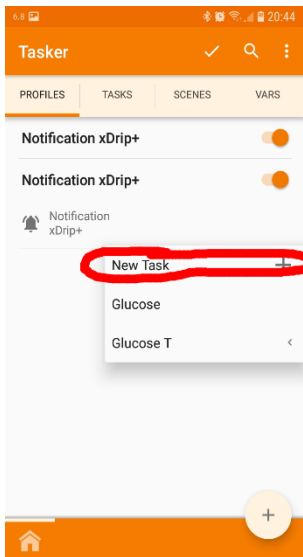 6.8 20:44
Tasker
PROFILES TASKS SCENES VARS
Notification xDrip+
Notification xDrip+
Notification
xDrip+
New Task
Glucose
Glucose T